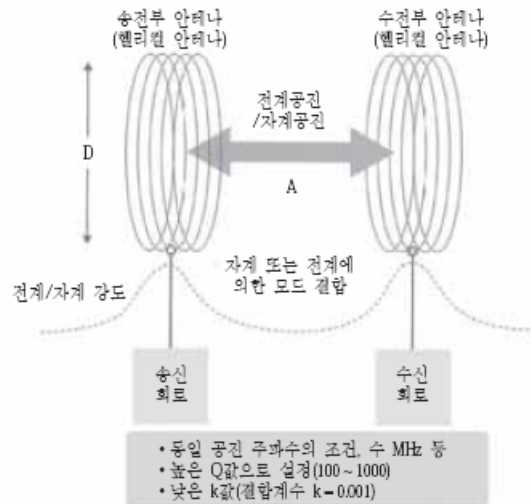 송전부 안테나
(헬리컬 안테나)
수전부 안테나
(헬리컬 안테나)
전계공진
/자계공진
D
A
전계/자계 강도
자계 또는 전계에
의한 모드 결합
송신
회로
수신
회로
• 동일 공진 주파수의 조건, 수 MHz 등
• 높은 Q값으로 설정(100~1000)
• 낮은 k값(결합계수 k=0.001)